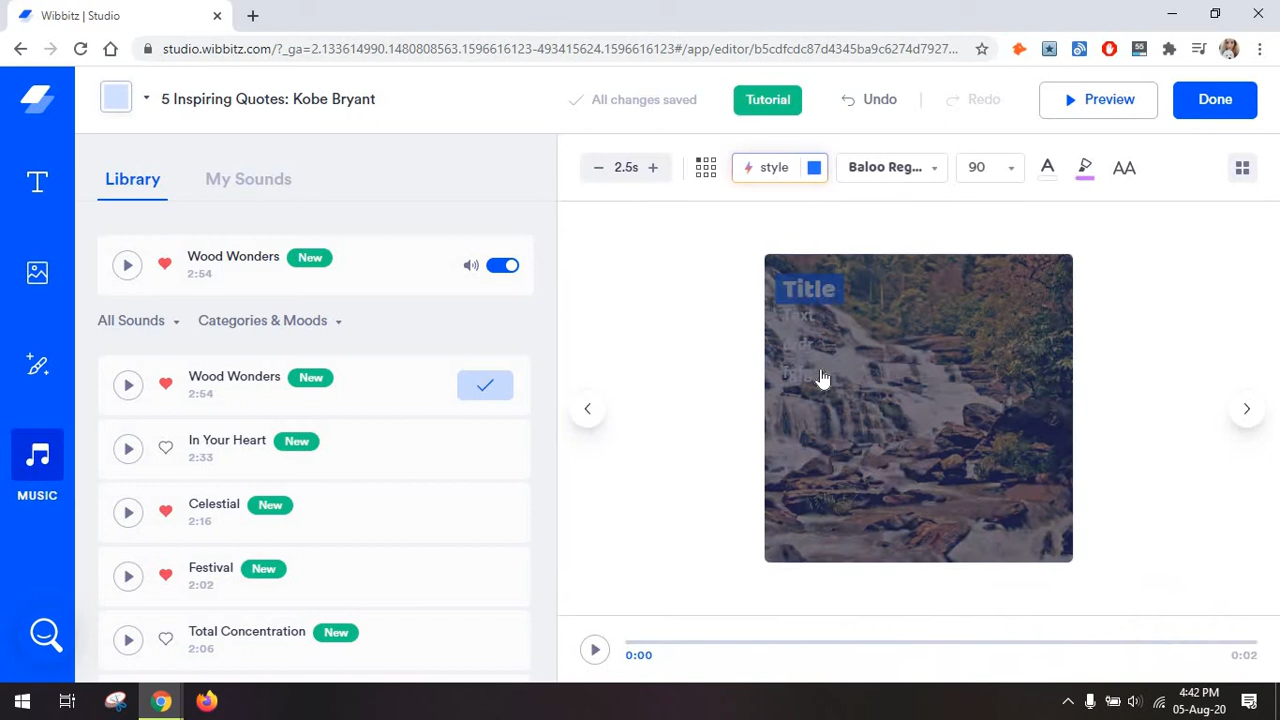 Wibbitz | Studio
studio.wibbitz.com/?_ga=2.133614990.1480808563.1596616123-493415624.1596616123#/app/editor/b5cdfcdc87d4345ba9c6274d7927...
55
5 Inspiring Quotes: Kobe Bryant
All changes saved
Tutorial
Undo
Redo
Preview
Done
Library
My Sounds
2.5s
style
Baloo Reg...
90
A
AA
Wood Wonders New
2:54
All Sounds
Categories & Moods
Wood Wonders New
2:54
In Your Heart New
2:33
Celestial New
2:16
Festival New
2:02
Total Concentration New
2:06
T
MUSIC
Title
Text
0:00
0:02
4:42 PM
05-Aug-20